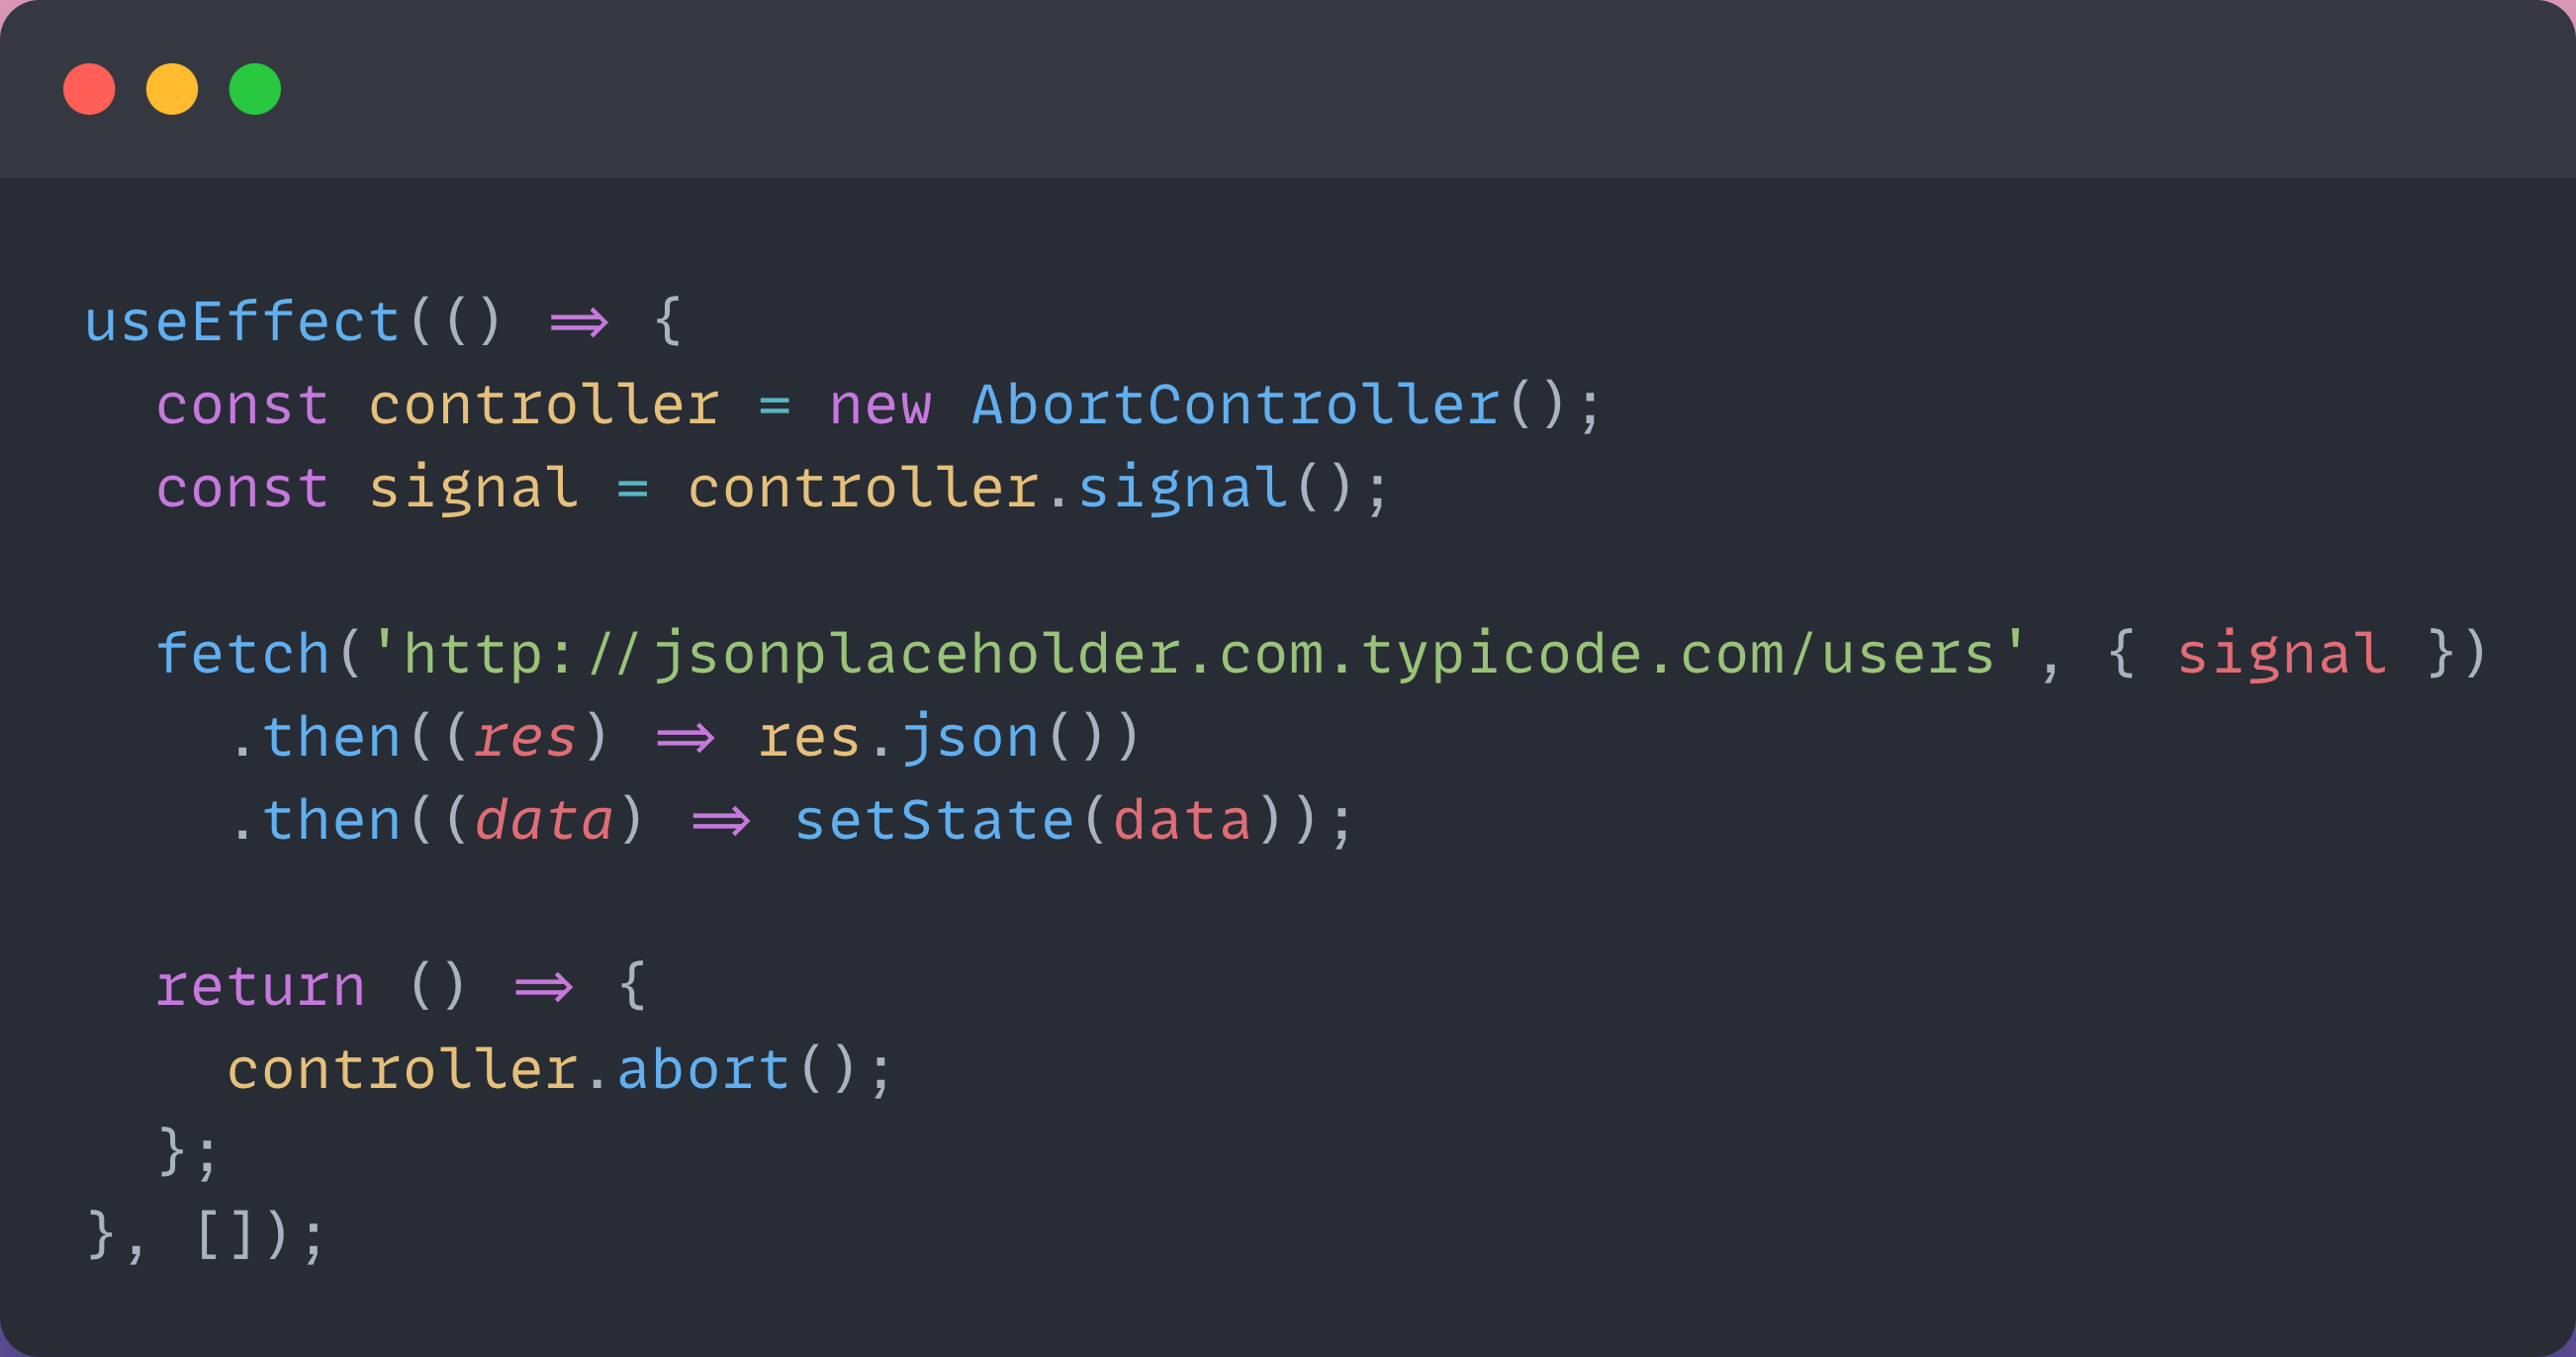 useEffect(() => {
  const controller = new AbortController();
  const signal = controller.signal();

  fetch('http://jsonplaceholder.com.typicode.com/users', { signal })
    .then((res) => res.json())
    .then((data) => setState(data));

  return () => {
    controller.abort();
  };
}, []);